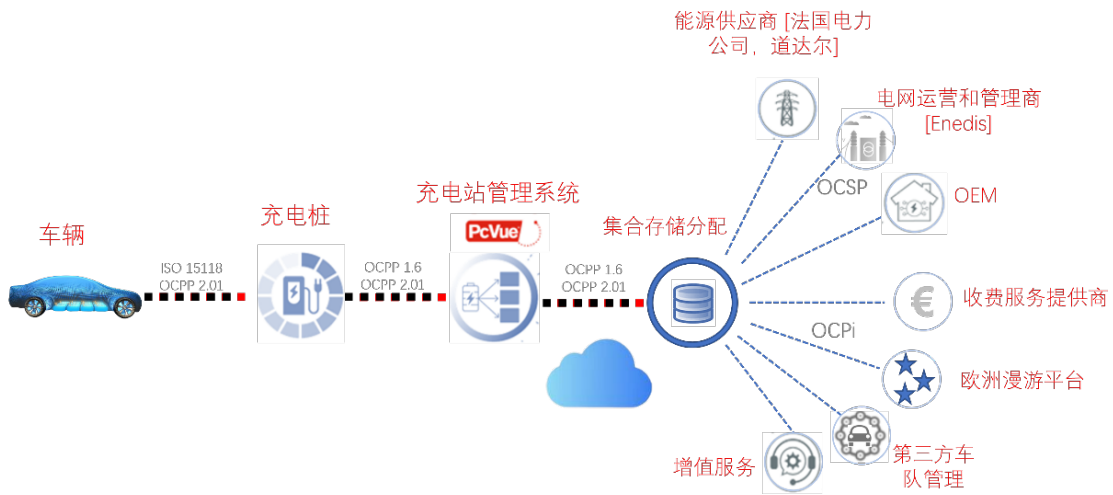 能源供应商 [法国电力
公司，道达尔]
电网运营和管理商
[Enedis]
OCSP
OEM
充电站管理系统
PcVue
充电桩
集合存储分配
车辆
ISO 15118
OCPP 2.01
OCPP 1.6
OCPP 2.01
OCPP 1.6
OCPP 2.01
€
收费服务提供商
OCPi
欧洲漫游平台
第三方车
队管理
增值服务